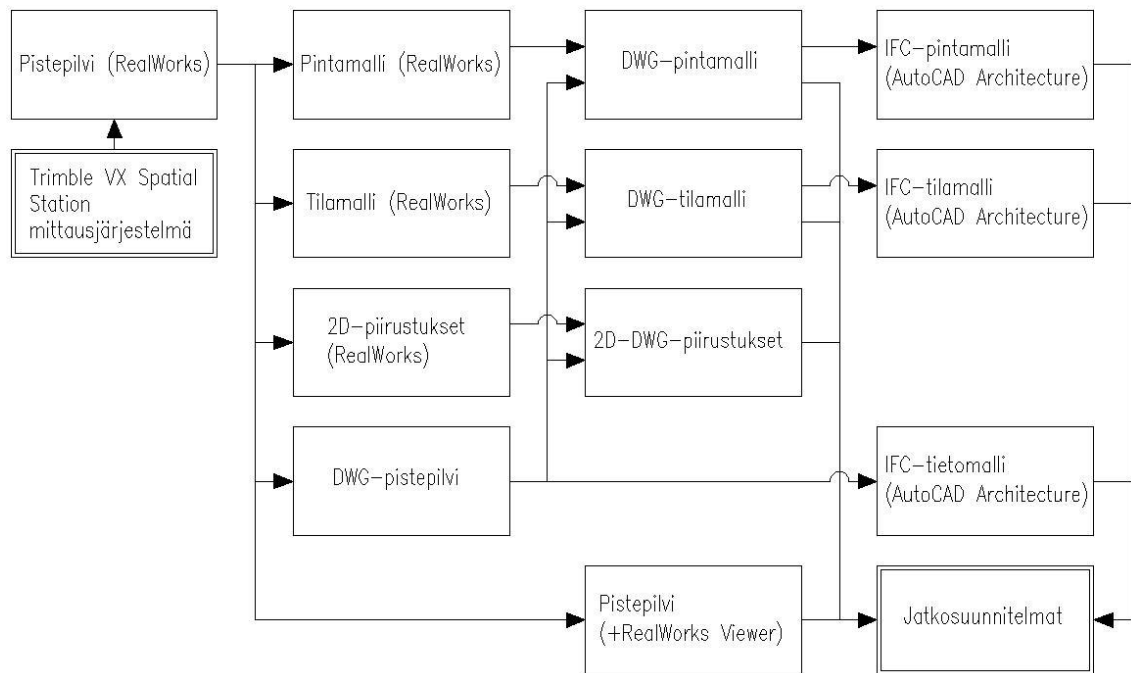 Pistepilvi (RealWorks)
Pintamalli (RealWorks)
DWG-pintamalli
IFC-pintamalli
(AutoCAD Architecture)
Trimble VX Spatial
Station
mittausjärjestelmä
Tilamalli (RealWorks)
DWG-tilamalli
IFC-tilamalli
(AutoCAD Architecture)
2D-piirustukset
(RealWorks)
2D-DWG-piirustukset
DWG-pistepilvi
IFC-tietomalli
(AutoCAD Architecture)
Pistepilvi
(+RealWorks Viewer)
Jatkosuunnitelmat